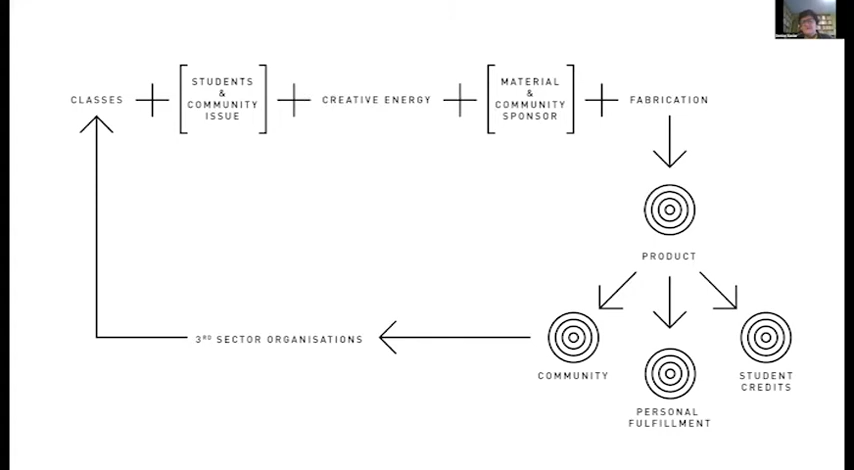 CLASSES
STUDENTS
&
COMMUNITY
ISSUE
CREATIVE ENERGY
MATERIAL
&
COMMUNITY
SPONSOR
FABRICATION
PRODUCT
3RD SECTOR ORGANISATIONS
COMMUNITY
PERSONAL
FULFILLMENT
STUDENT
CREDITS